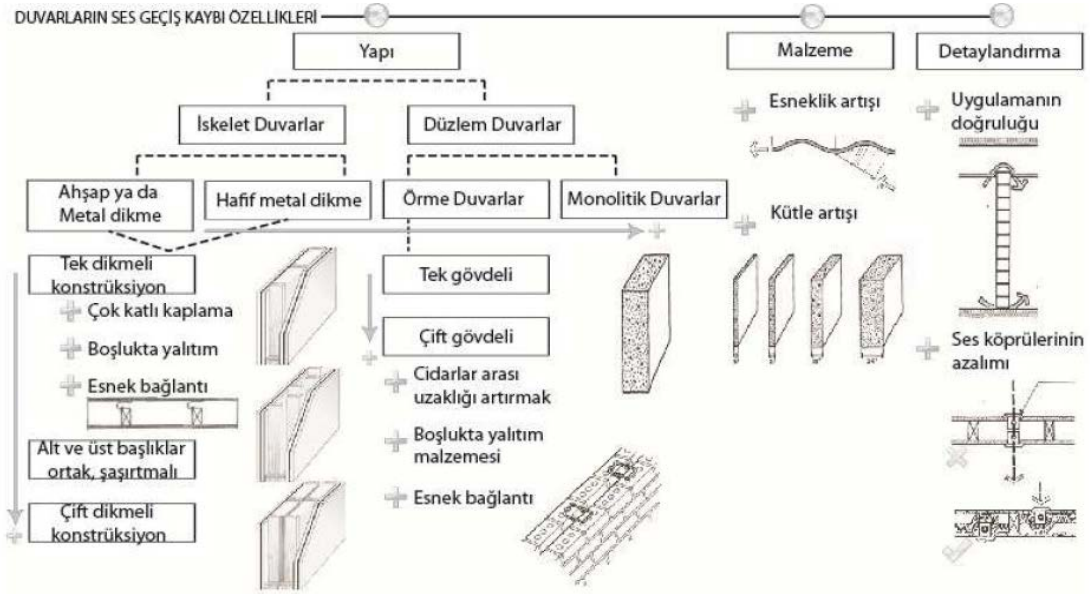 DUVARLARIN SES GEÇİŞ KAYBI ÖZELLİKLERİ
Yapı
Malzeme
Detaylandırma
İskelet Duvarlar
Düzlem Duvarlar
Ahşap ya da
Metal dikme
Hafif metal dikme
Örme Duvarlar
Monolitik Duvarlar
Tek dikmeli
konstrüksiyon
Çok katlı kaplama
Boşlukta yalıtım
Esnek bağlantı
Alt ve üst başlıklar
ortak, şaşırtmalı
Çift dikmeli
konstrüksiyon
Tek gövdeli
Çift gövdeli
Cidarlar arası
uzaklığı artırmak
Boşlukta yalıtım
malzemesi
Esnek bağlantı
Esneklik artışı
Kütle artışı
Uygulamanın
doğruluğu
Ses köprülerinin
azalımı